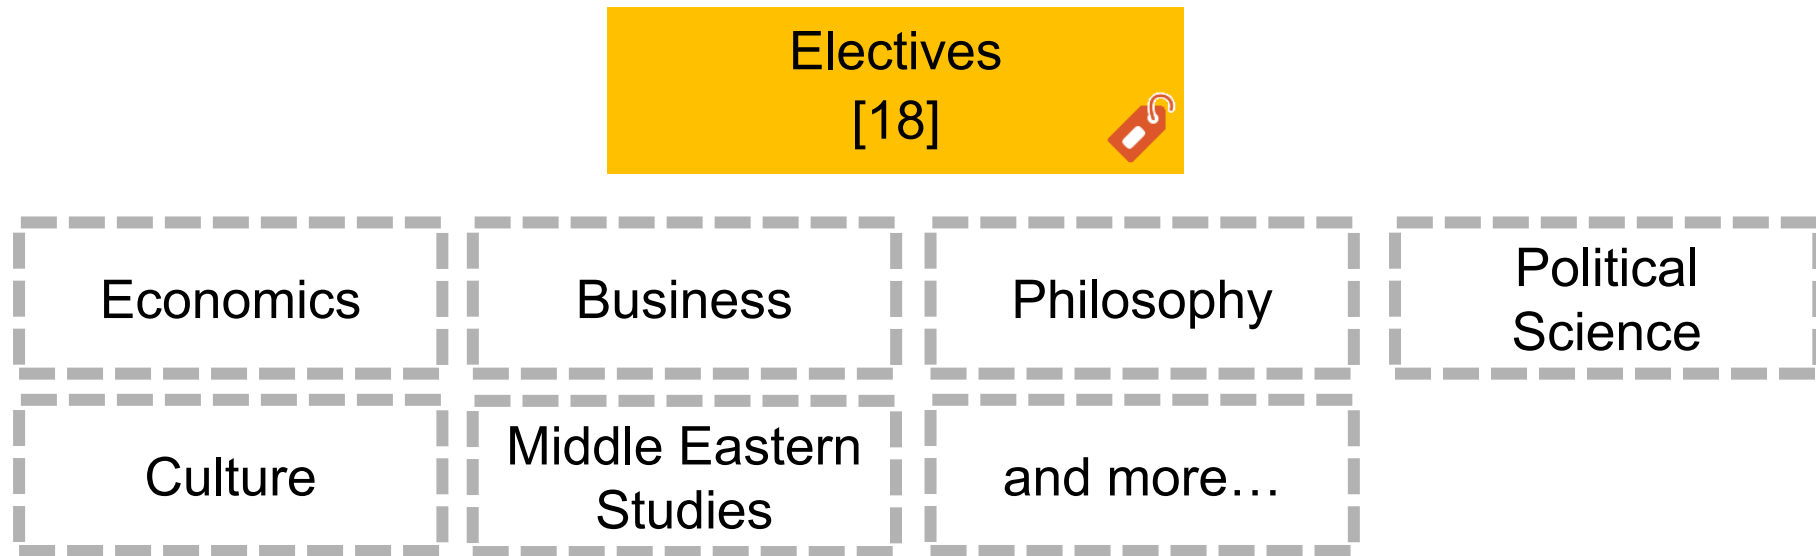 Electives
[18]
Economics
Business
Philosophy
Political
Science
Culture
Middle Eastern
Studies
and more…